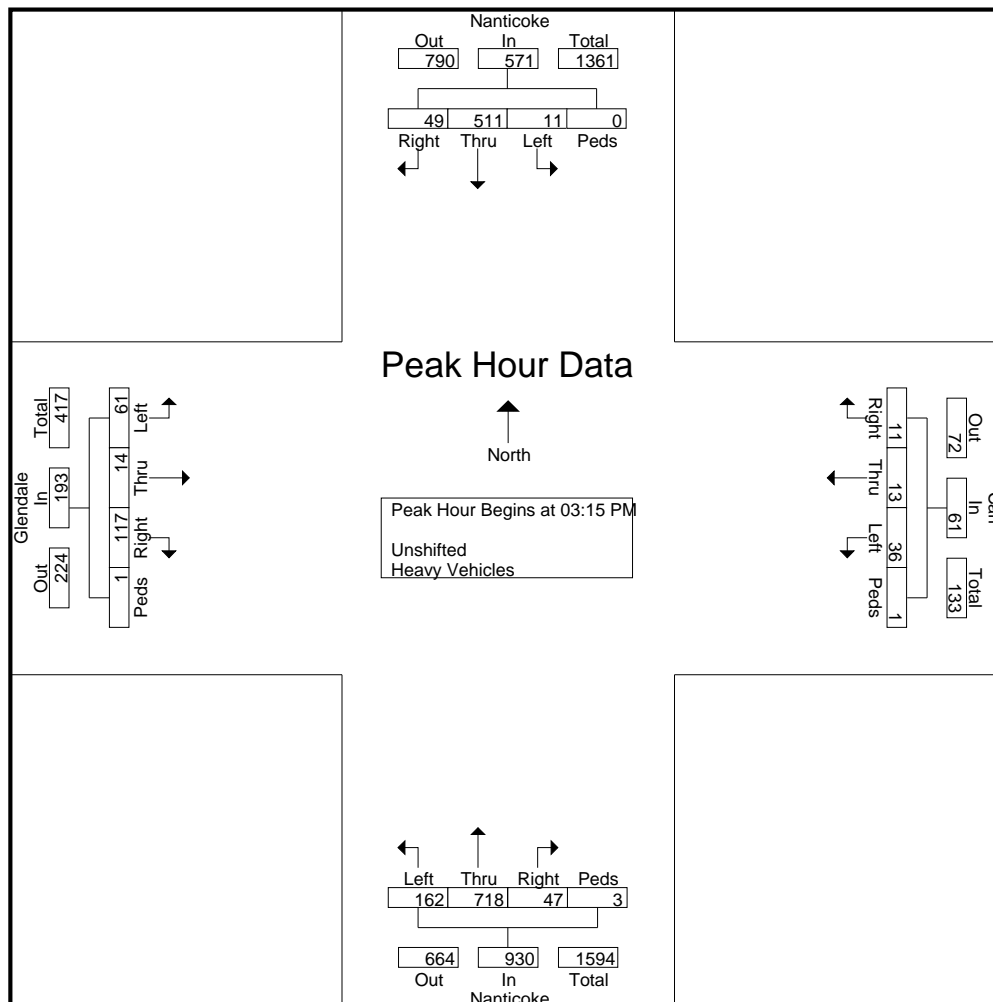 Nanticoke
Out In Total
790 571 1361
49 511 11 0
Right Thru Left Peds
Peak Hour Data
North
Peak Hour Begins at 03:15 PM
Unshifted
Heavy Vehicles
Glendale
Out In Total
224 193 417
61 14 117 1
Left Thru Right Peds
Out In Total
72 61 133
11 13 36 1
Right Thru Left Peds
Left Thru Right Peds
162 718 47 3
664 930 1594
Out In Total
Nanticoke